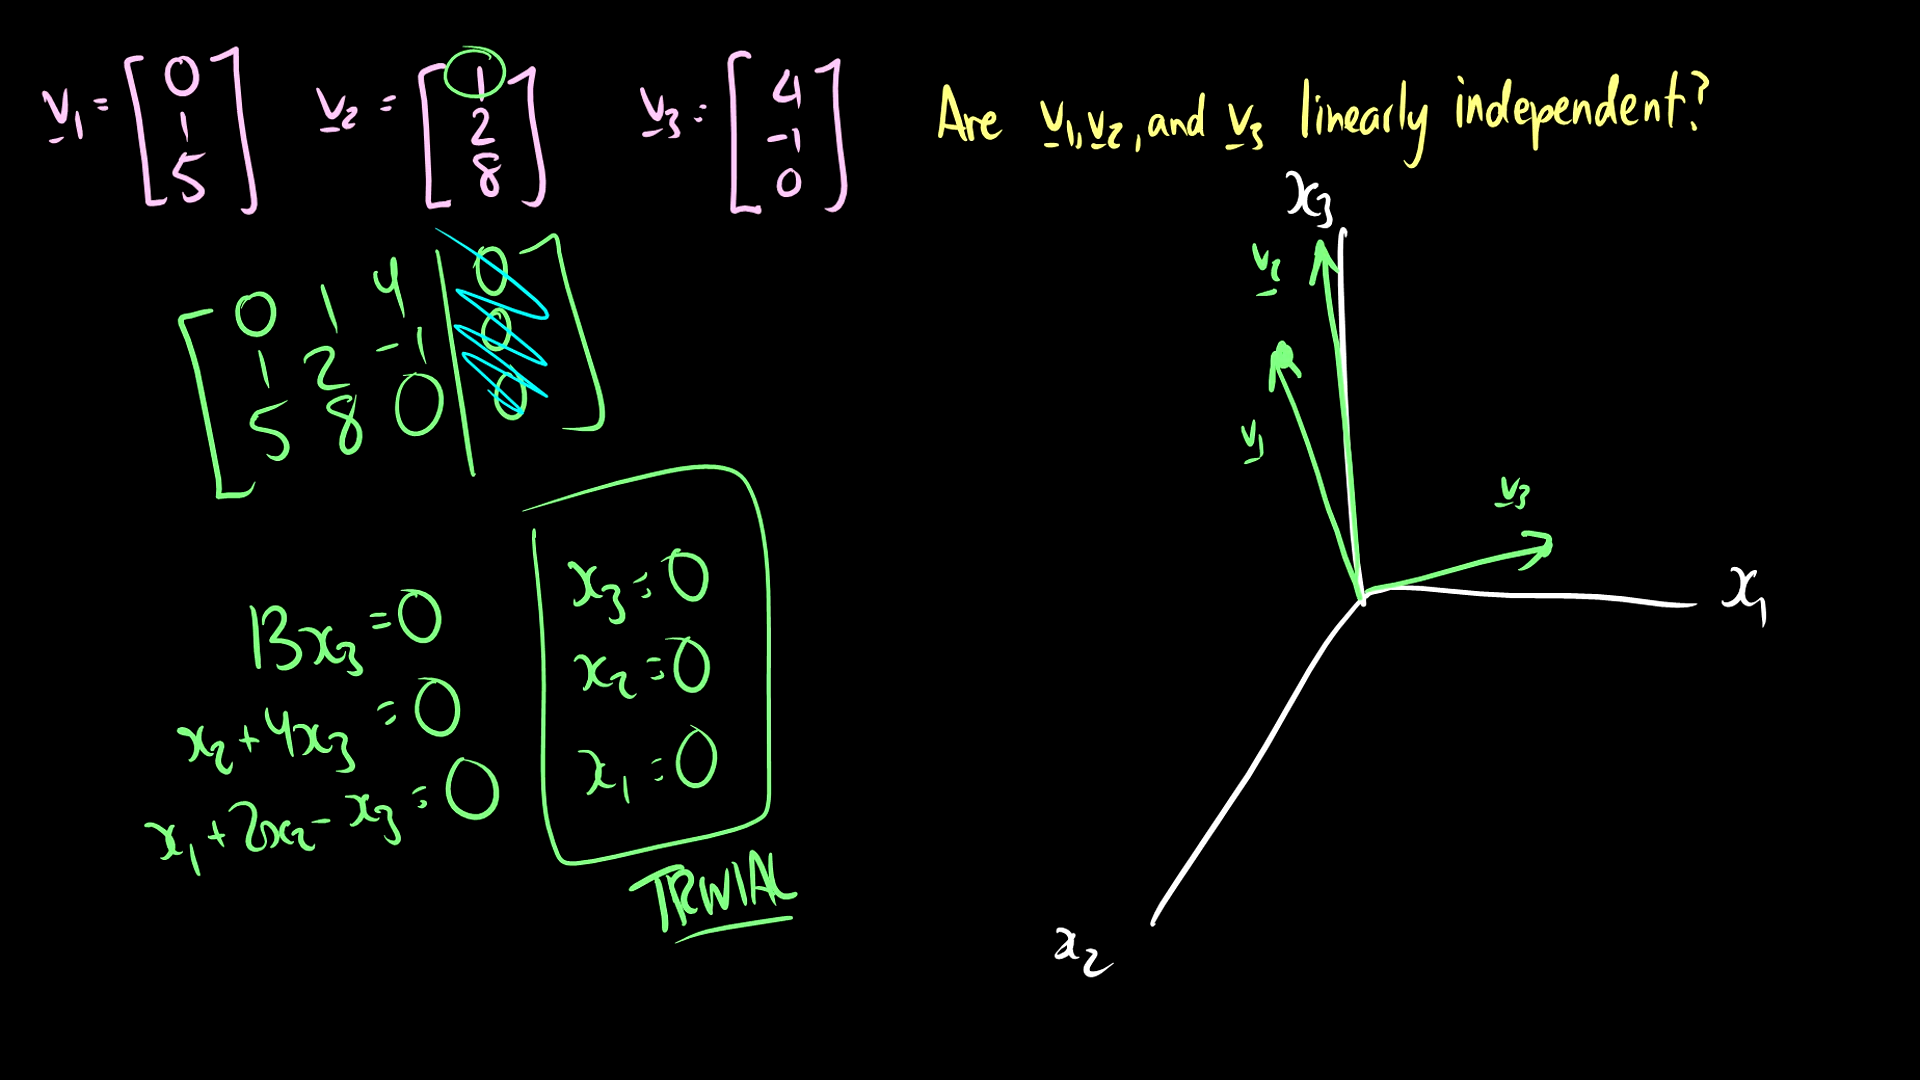 v1 = [0 1 5] v2 = [1 2 8] v3 = [4 -1 0]
Are v1, v2, and v3 linearly independent?
0 1 4 | 0
1 2 -1 | 0
5 8 0 | 0
13x3 = 0
x2 + 4x3 = 0
x1 + 2x2 - x3 = 0
x3 = 0
x2 = 0
x1 = 0
TRIVIAL
x3
v2
v1
v3
x1
x2